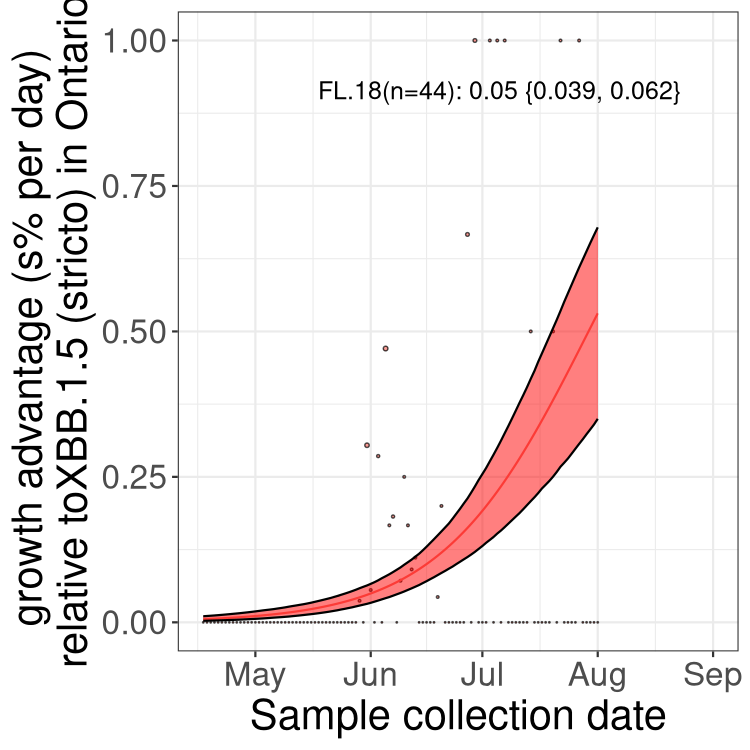 growth advantage (s% per day)
relative toXBB.1.5 (stricto) in Ontario
1.00
0.75
0.50
0.25
0.00
FL.18(n=44): 0.05 {0.039, 0.062}
May Jun Jul Aug Sep
Sample collection date